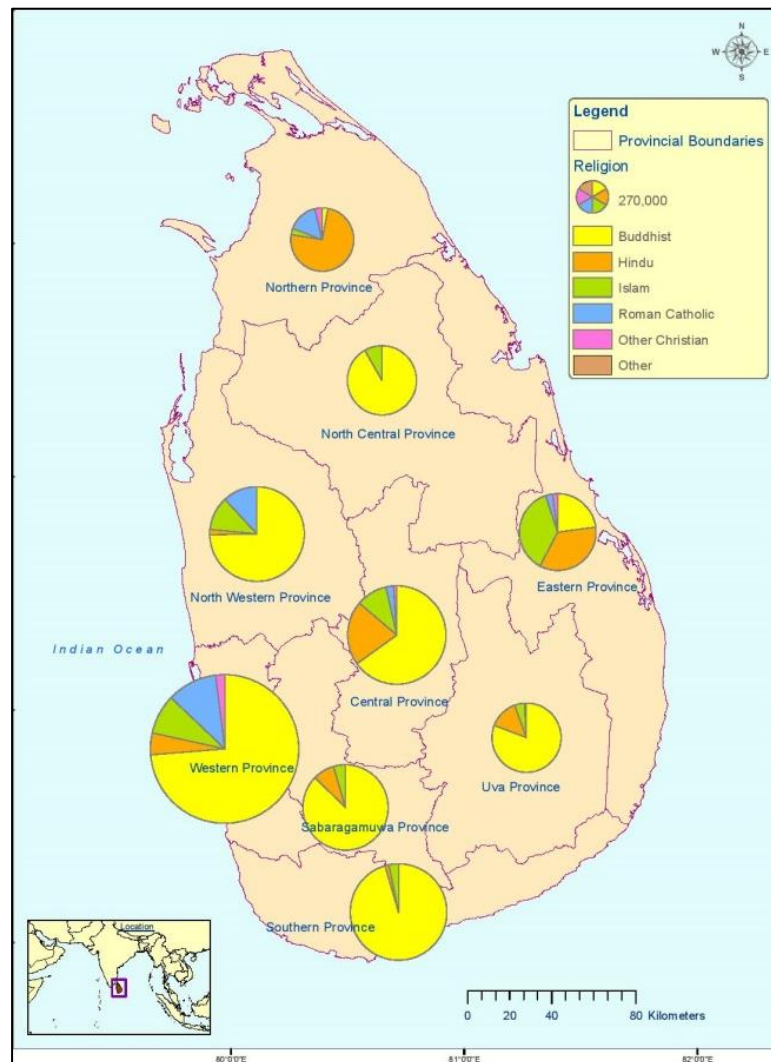 N
W E
S
Legend
Provincial Boundaries
Religion
270,000
Buddhist
Hindu
Islam
Roman Catholic
Other Christian
Other
Northern Province
North Central Province
North Western Province
Eastern Province
Indian Ocean
Central Province
Western Province
Uva Province
Sabaragamuwa Province
Southern Province
Location
0 20 40 80 Kilometers
80°0'0"E 81°0'0"E 82°0'0"E